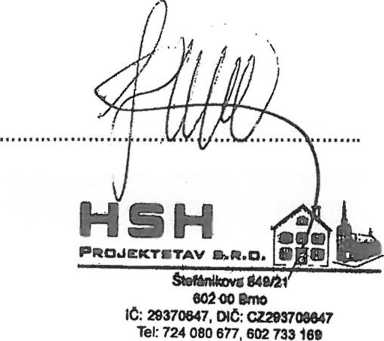 HSH
PROJEKTSTAV S.R.O.
Štefánikova 849/21
602 00 Brno
IČ: 29370647, DIČ: CZ29370647
Tel: 724 080 677, 602 733 169